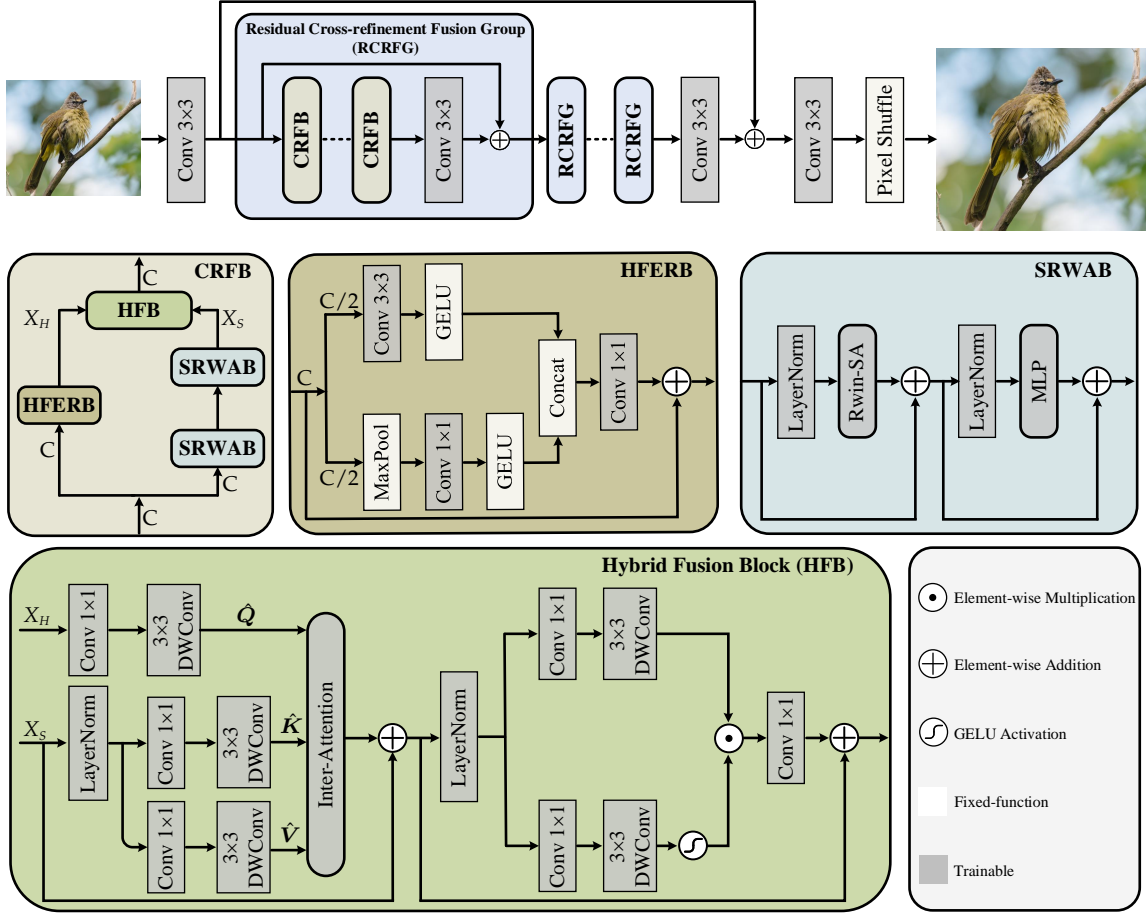 Residual Cross-refinement Fusion Group
(RCRFG)
Conv 3×3
CRFB
CRFB
Conv 3×3
RCRFG
RCRFG
Conv 3×3
Conv 3×3
Pixel Shuffle
CRFB
C
HFB
X_H
X_S
SRWAB
HFERB
SRWAB
C
C
C
HFERB
C/2
Conv 3×3
GELU
C
Concat
Conv 1×1
C/2
MaxPool
Conv 1×1
GELU
SRWAB
LayerNorm
Rwin-SA
LayerNorm
MLP
Hybrid Fusion Block (HFB)
X_H
Conv 1×1
3×3
DWConv
Q̂
X_S
LayerNorm
Conv 1×1
3×3
DWConv
K̂
Conv 1×1
3×3
DWConv
V̂
Inter-Attention
LayerNorm
Conv 1×1
3×3
DWConv
Conv 1×1
3×3
DWConv
Conv 1×1
Element-wise Multiplication
Element-wise Addition
GELU Activation
Fixed-function
Trainable